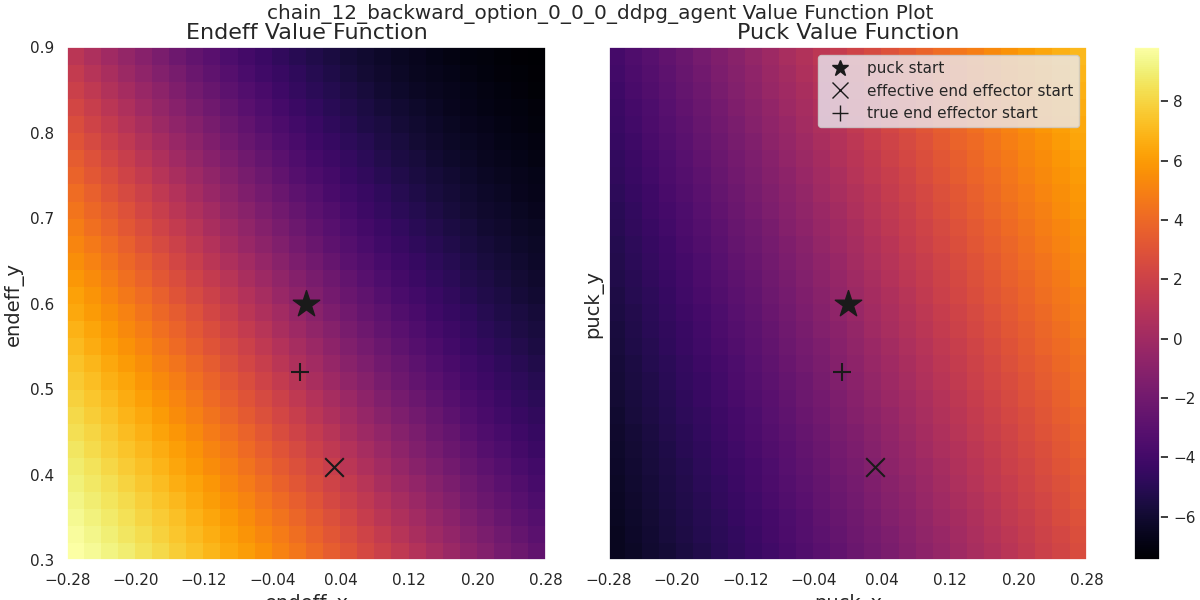 chain_12_backward_option_0_0_0_ddpg_agent Value Function Plot
Endeff Value Function
Puck Value Function
puck start
effective end effector start
true end effector start
endeff_y
0.9
0.8
0.7
0.6
0.5
0.4
0.3
−0.28 −0.20 −0.12 −0.04 0.04 0.12 0.20 0.28
endeff_x
puck_y
−0.28 −0.20 −0.12 −0.04 0.04 0.12 0.20 0.28
puck_x
8
6
4
2
0
−2
−4
−6